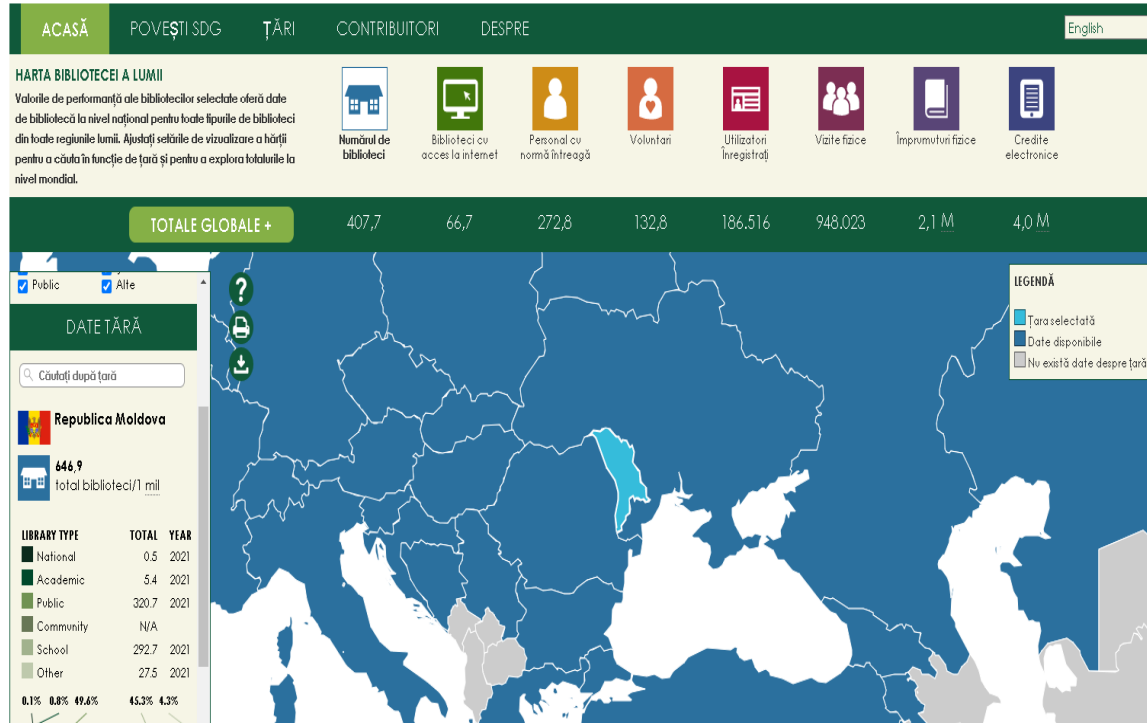 ACASĂ POVEȘTI SDG ȚĂRI CONTRIBUITORI DESPRE English
HARTA BIBLIOTECEI A LUMII
Valorile de performanță ale bibliotecilor selectate oferă date
de bibliotecă la nivel național pentru toate tipurile de biblioteci
din toate regiunile lumii. Ajustați setările de vizualizare a hărții
pentru a căuta în funcție de țară și pentru a explora totalurile la
nivel mondial.
Numărul de
biblioteci
Biblioteci cu
acces la internet
Personal cu
normă întreagă
Voluntari
Utilizatori
Înregistrați
Vizite fizice
Împrumuturi fizice
Credite
electronice
TOTALE GLOBALE + 407,7 66,7 272,8 132,8 186.516 948.023 2,1 M 4,0 M
Public Alte
DATE TĂRĂ
Căutați după țară
Republica Moldova
646,9
total biblioteci/1 mil
LIBRARY TYPE TOTAL YEAR
National 0.5 2021
Academic 5.4 2021
Public 320.7 2021
Community N/A
School 292.7 2021
Other 27.5 2021
0.1% 0.8% 49.6% 45.3% 4.3%
?
LEGENDĂ
Țara selectată
Date disponibile
Nu există date despre țară